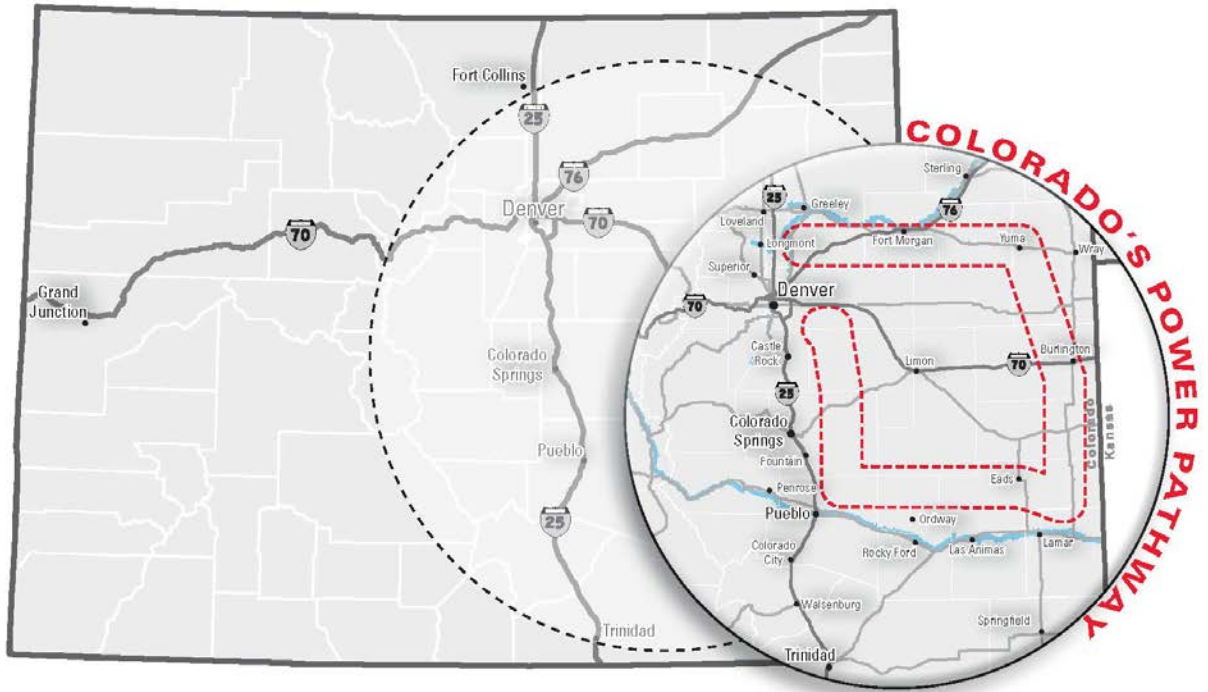 Fort Collins
25
76
Denver
70
70
Grand
Junction
Colorado
Springs
Pueblo
25
Trinidad
COLORADO'S POWER PATHWAY
Sterling
25
Greeley
76
Loveland
Longmont
Fort Morgan
Yuma
Wray
Superior
Denver
70
Castle
Rock
Limon
70
Burlington
25
Colorado
Springs
Colorado
Kansas
Fountain
Penrose
Eads
Pueblo
Ordway
Colorado
City
Rocky Ford
Las Animas
Lamar
Walsenburg
Springfield
Trinidad